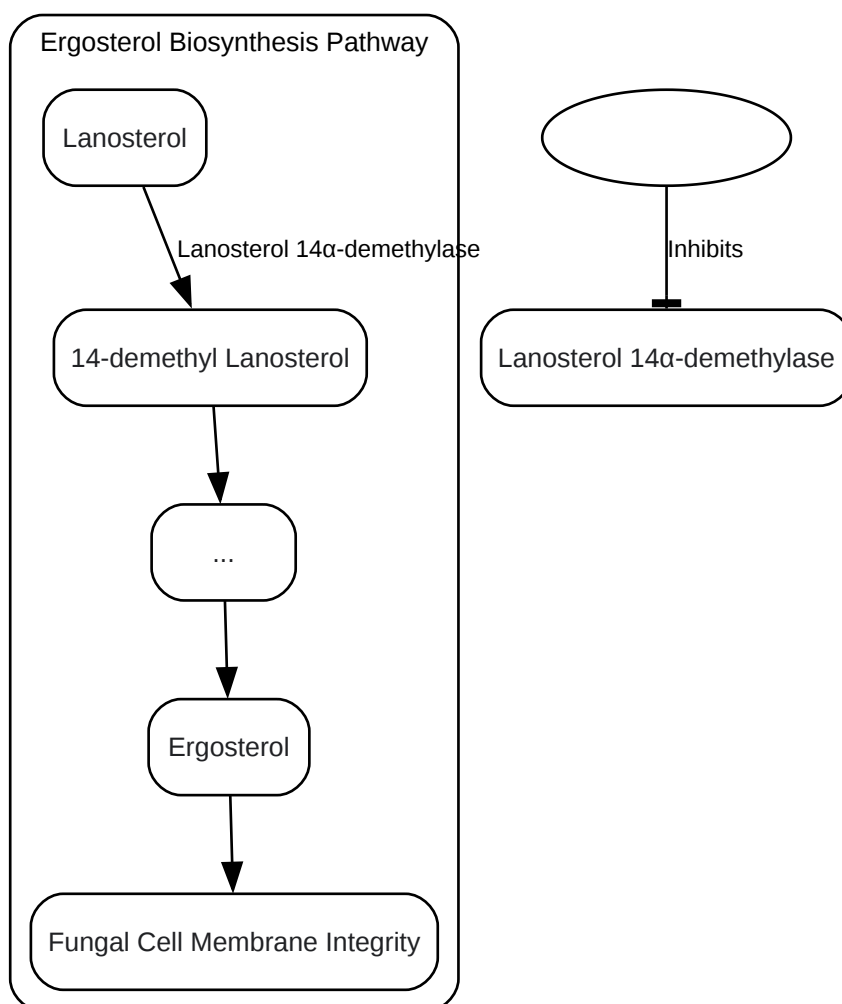 Ergosterol Biosynthesis Pathway
Lanosterol
Lanosterol 14α-demethylase
Inhibits
14-demethyl Lanosterol
Lanosterol 14α-demethylase
...
Ergosterol
Fungal Cell Membrane Integrity